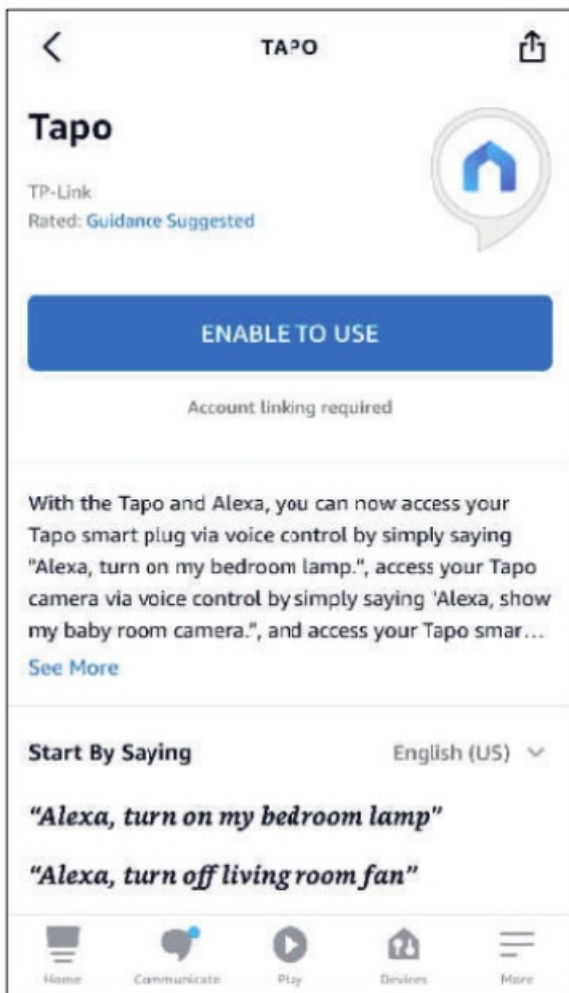 TAPO
Tapo
TP-Link
Rated: Guidance Suggested
ENABLE TO USE
Account linking required
With the Tapo and Alexa, you can now access your
Tapo smart plug via voice control by simply saying
"Alexa, turn on my bedroom lamp.", access your Tapo
camera via voice control by simply saying 'Alexa, show
my baby room camera.", and access your Tapo smar...
See More
Start By Saying English (US)
“Alexa, turn on my bedroom lamp”
“Alexa, turn off living room fan”
Home Communicate Play Devices More